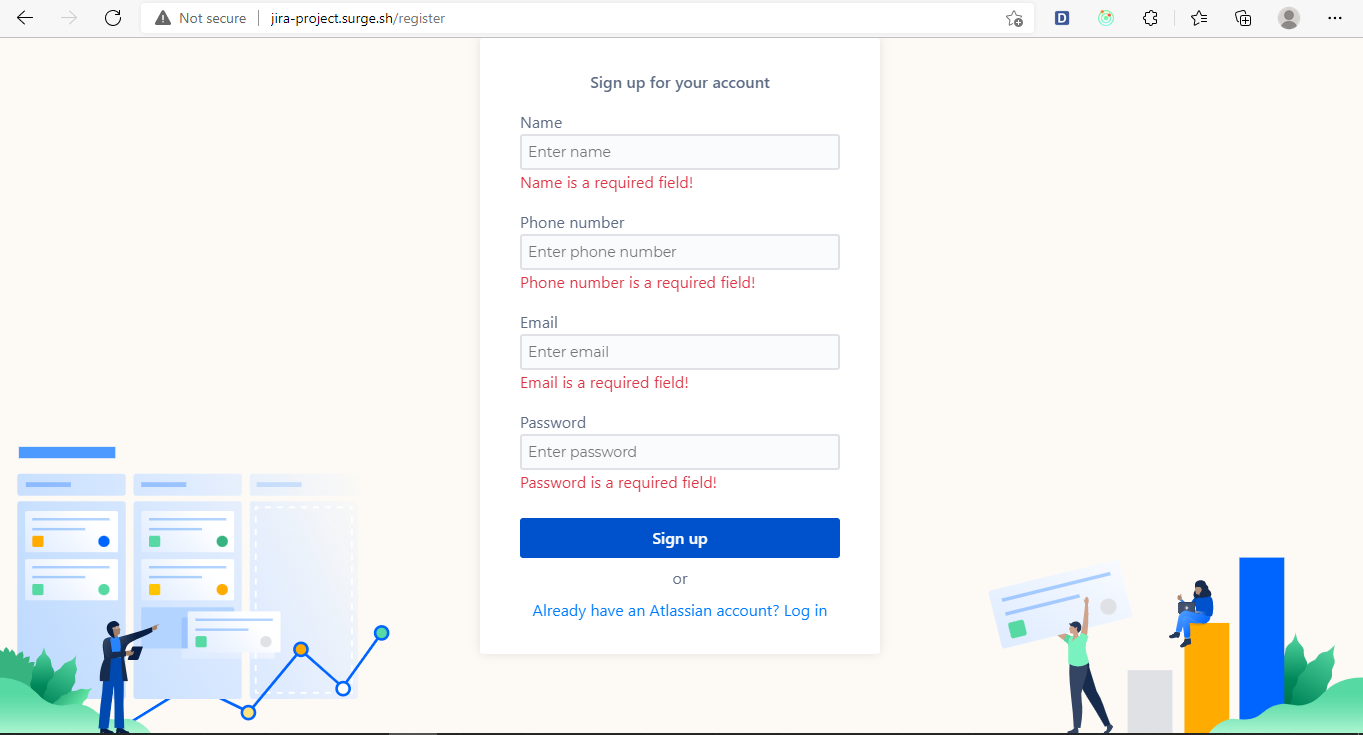 Not secure | jira-project.surge.sh/register
D
Sign up for your account
Name
Enter name
Name is a required field!
Phone number
Enter phone number
Phone number is a required field!
Email
Enter email
Email is a required field!
Password
Enter password
Password is a required field!
Sign up
or
Already have an Atlassian account? Log in